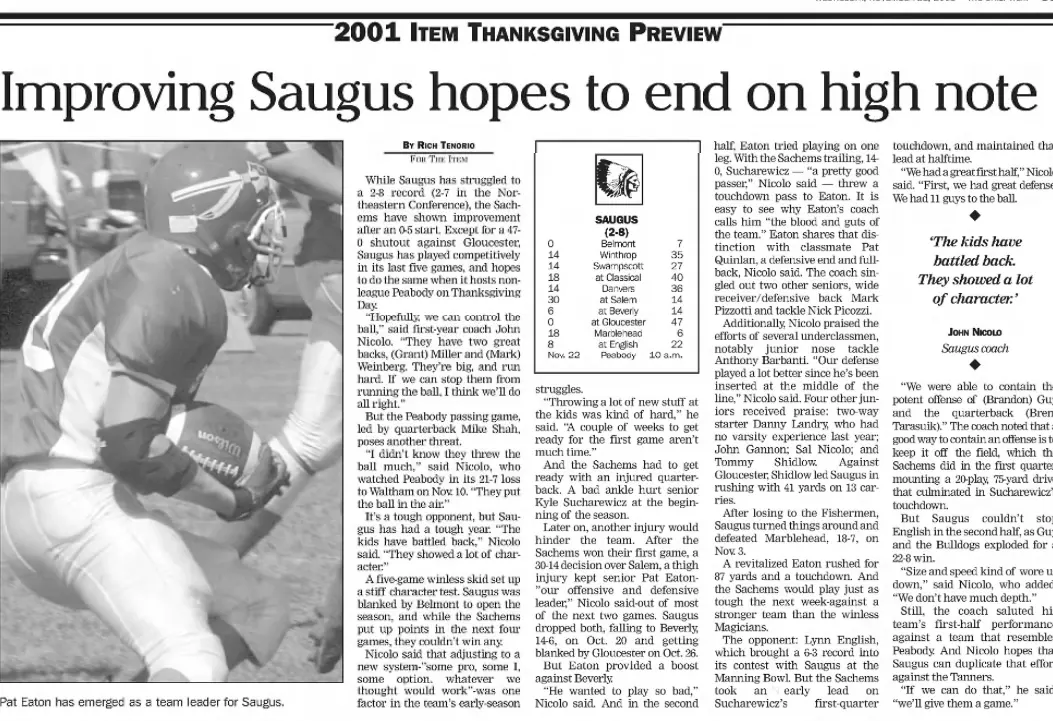 2001 ITEM THANKSGIVING PREVIEW
Improving Saugus hopes to end on high note
Pat Eaton has emerged as a team leader for Saugus.
BY RICH TENORIO
FOR THE ITEM
While Saugus has struggled to
a 2-8 record (2-7 in the Nor-
theastern Conference), the Sach-
ems have shown improvement
after an 0-5 start. Except for a 47-
0 shutout against Gloucester,
Saugus has played competitively
in its last five games, and hopes
to do the same when it hosts non-
league Peabody on Thanksgiving
Day.
"Hopefully, we can control the
ball," said first-year coach John
Nicolo. "They have two great
backs, (Grant) Miller and (Mark)
Weinberg. They're big, and run
hard. If we can stop them from
running the ball, I think we'll do
all right."
But the Peabody passing game,
led by quarterback Mike Shah,
poses another threat.
"I didn't know they threw the
ball much," said Nicolo, who
watched Peabody in its 21-7 loss
to Waltham on Nov. 10. "They put
the ball in the air."
It's a tough opponent, but Sau-
gus has had a tough year. "The
kids have battled back," Nicolo
said. "They showed a lot of char-
acter."
A five-game winless skid set up
a stiff character test. Saugus was
blanked by Belmont to open the
season, and while the Sachems
put up points in the next four
games, they couldn't win any.
Nicolo said that adjusting to a
new system-"some pro, some I,
some option. whatever we
thought would work"-was one
factor in the team's early-season
SAUGUS
(2-8)
0 Belmont 7
14 Winthrop 35
14 Swampscott 27
18 at Classical 40
14 Danvers 36
30 at Salem 14
6 at Beverly 14
0 at Gloucester 47
18 Marblehead 6
8 at English 22
Nov. 22 Peabody 10 a.m.
struggles.
"Throwing a lot of new stuff at
the kids was kind of hard," he
said. "A couple of weeks to get
ready for the first game aren't
much time."
And the Sachems had to get
ready with an injured quarter-
back. A bad ankle hurt senior
Kyle Sucharewicz at the begin-
ning of the season.
Later on, another injury would
hinder the team. After the
Sachems won their first game, a
30-14 decision over Salem, a thigh
injury kept senior Pat Eaton-
"our offensive and defensive
leader," Nicolo said-out of most
of the next two games. Saugus
dropped both, falling to Beverly,
14-6, on Oct. 20 and getting
blanked by Gloucester on Oct. 26.
But Eaton provided a boost
against Beverly.
"He wanted to play so bad,"
Nicolo said. And in the second
half, Eaton tried playing on one
leg. With the Sachems trailing, 14-
0, Sucharewicz — "a pretty good
passer," Nicolo said — threw a
touchdown pass to Eaton. It is
easy to see why Eaton's coach
calls him "the blood and guts of
the team." Eaton shares that dis-
tinction with classmate Pat
Quinlan, a defensive end and full-
back, Nicolo said. The coach sin-
gled out two other seniors, wide
receiver/defensive back Mark
Pizzotti and tackle Nick Picozzi.
Additionally, Nicolo praised the
efforts of several underclassmen,
notably junior nose tackle
Anthony Barbanti. "Our defense
played a lot better since he's been
inserted at the middle of the
line," Nicolo said. Four other jun-
iors received praise: two-way
starter Danny Landry, who had
no varsity experience last year;
John Gannon; Sal Nicolo; and
Tommy Shidlow. Against
Gloucester, Shidlow led Saugus in
rushing with 41 yards on 13 car-
ries.
After losing to the Fishermen,
Saugus turned things around and
defeated Marblehead, 18-7, on
Nov. 3.
A revitalized Eaton rushed for
87 yards and a touchdown. And
the Sachems would play just as
tough the next week-against a
stronger team than the winless
Magicians.
The opponent: Lynn English,
which brought a 6-3 record into
its contest with Saugus at the
Manning Bowl. But the Sachems
took an early lead on
Sucharewicz's first-quarter
touchdown, and maintained tha
lead at halftime.
"We had a great first half," Nicol
said. "First, we had great defense
We had 11 guys to the ball.
'The kids have
battled back.
They showed a lot
of character.'
JOHN NICOLO
Saugus coach
"We were able to contain the
potent offense of (Brandon) Guy
and the quarterback (Bren
Tarasuik)." The coach noted that a
good way to contain an offense is to
keep it off the field, which the
Sachems did in the first quarter
mounting a 20-play, 75-yard drive
that culminated in Sucharewicz'
touchdown.
But Saugus couldn't stop
English in the second half, as Guy
and the Bulldogs exploded for a
22-8 win.
"Size and speed kind of wore u
down," said Nicolo, who added
"We don't have much depth."
Still, the coach saluted hi
team's first-half performance
against a team that resemble
Peabody. And Nicolo hopes tha
Saugus can duplicate that effor
against the Tanners.
"If we can do that," he said
"we'll give them a game."